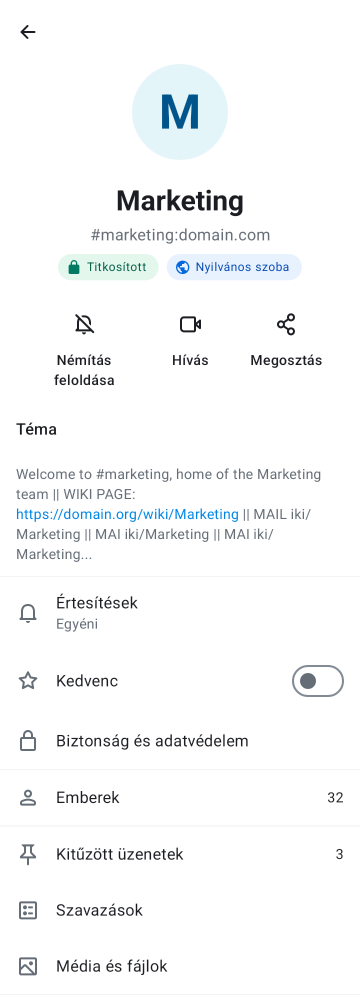 M
Marketing
#marketing:domain.com
Titkosított
Nyilvános szoba
Némítás
feloldása
Hívás
Megosztás
Téma
Welcome to #marketing, home of the Marketing
team || WIKI PAGE:
https://domain.org/wiki/Marketing || MAIL iki/
Marketing || MAI iki/Marketing || MAI iki/
Marketing...
Értesítések
Egyéni
Kedvenc
Biztonság és adatvédelem
Emberek 32
Kitűzött üzenetek 3
Szavazások
Média és fájlok